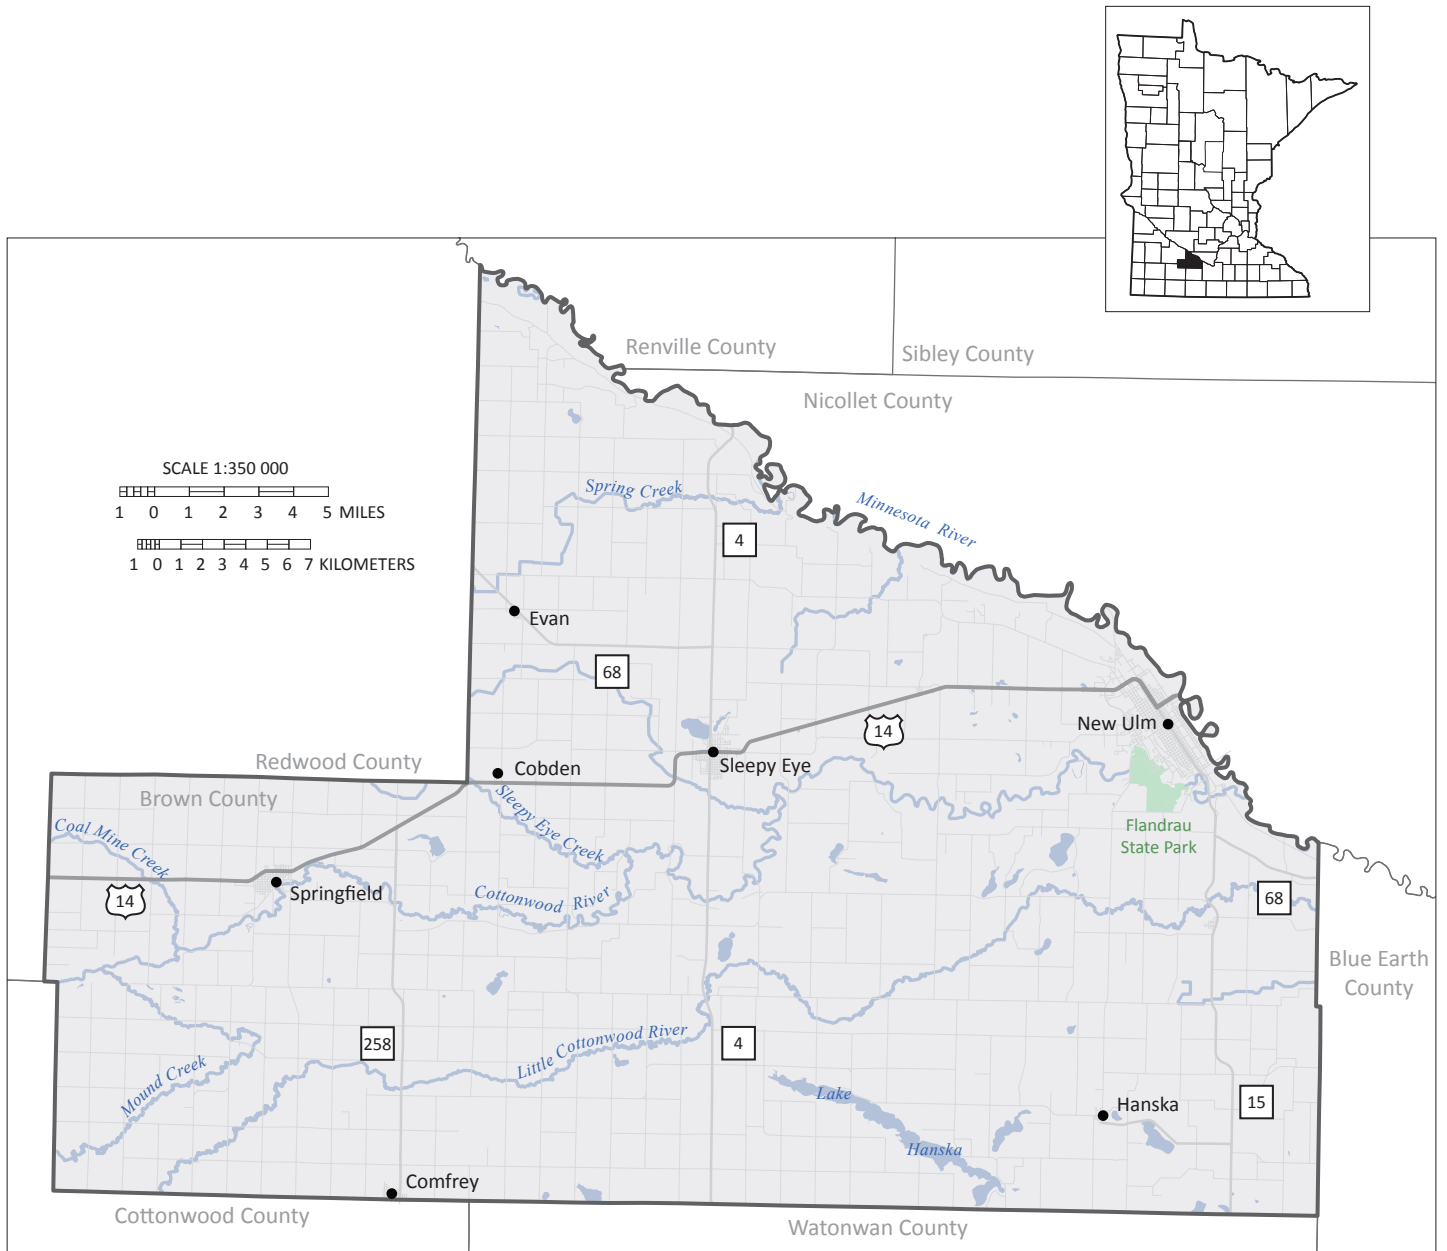 Renville County
Sibley County
Nicollet County
SCALE 1:350 000
1 0 1 2 3 4 5 MILES
1 0 1 2 3 4 5 6 7 KILOMETERS
Spring Creek
Minnesota River
4
Evan
68
New Ulm
14
Redwood County
Cobden
Sleepy Eye
Brown County
Sleepy Eye Creek
Coal Mine Creek
Flandrau
State Park
Springfield
14
Cottonwood River
68
Blue Earth
County
258
Little Cottonwood River
4
Mound Creek
Lake
Hanska
15
Hanska
Comfrey
Cottonwood County
Watonwan County